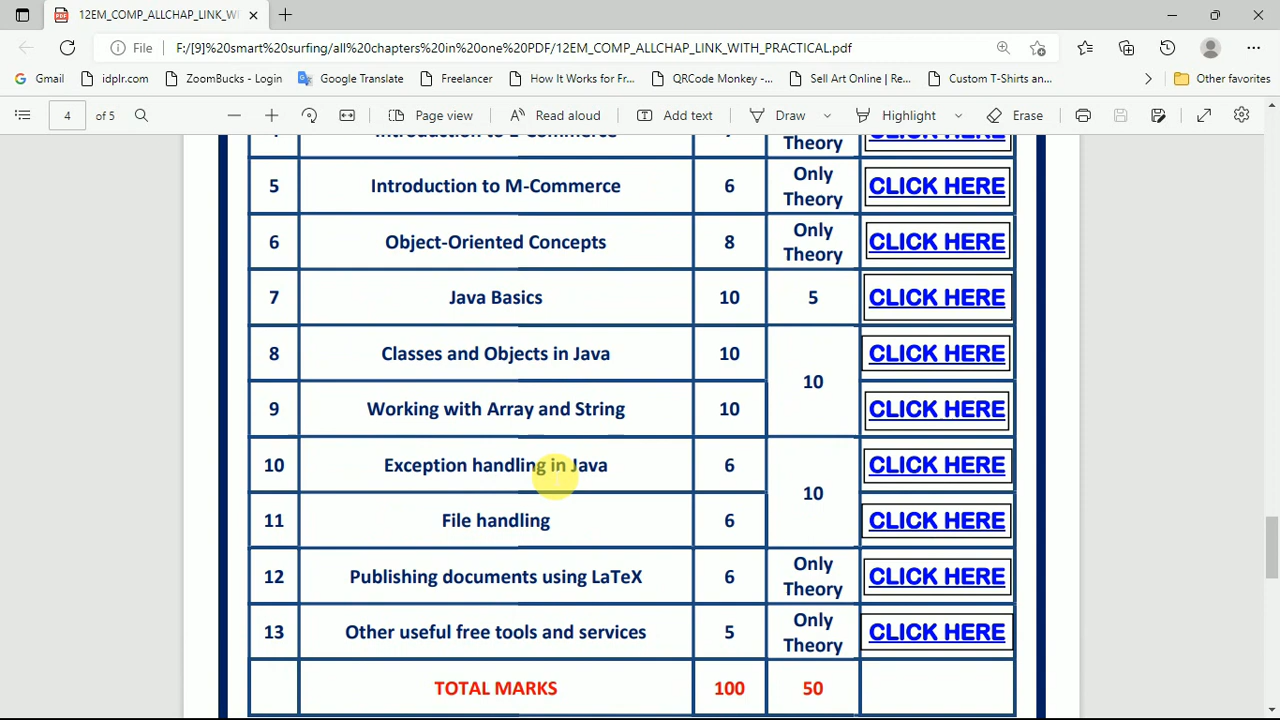 12EM_COMP_ALLCHAP_LINK_W
File F:/[9]%20smart%20surfing/all%20chapters%20in%20one%20PDF/12EM_COMP_ALLCHAP_LINK_WITH_PRACTICAL.pdf
Gmail idplr.com ZoomBucks - Login Google Translate Freelancer How It Works for Fr... QRCode Monkey -... Sell Art Online | Re... Custom T-Shirts an... Other favorites
4 of 5 Page view Read aloud Add text Draw Highlight Erase
Introduction to E-Commerce Theory CLICK HERE
5 Introduction to M-Commerce 6 Only Theory CLICK HERE
6 Object-Oriented Concepts 8 Only Theory CLICK HERE
7 Java Basics 10 5 CLICK HERE
8 Classes and Objects in Java 10 10 CLICK HERE
9 Working with Array and String 10 CLICK HERE
10 Exception handling in Java 6 10 CLICK HERE
11 File handling 6 CLICK HERE
12 Publishing documents using LaTeX 6 Only Theory CLICK HERE
13 Other useful free tools and services 5 Only Theory CLICK HERE
TOTAL MARKS 100 50